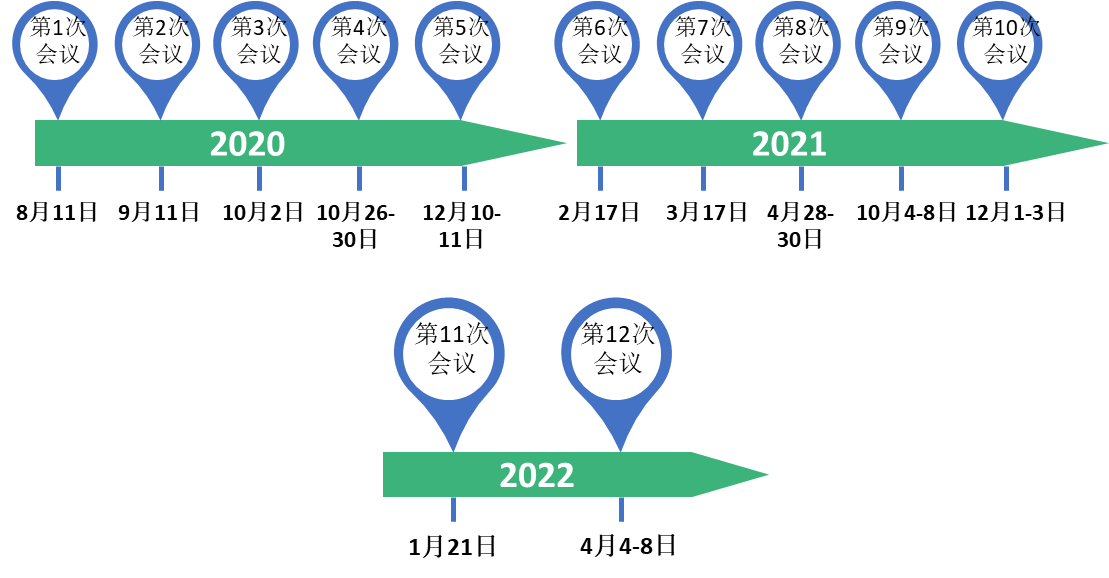 第1次
会议
第2次
会议
第3次
会议
第4次
会议
第5次
会议
2020
8月11日
9月11日
10月2日
10月26-
30日
12月10-
11日
第6次
会议
第7次
会议
第8次
会议
第9次
会议
第10次
会议
2021
2月17日
3月17日
4月28-
30日
10月4-8日
12月1-3日
第11次
会议
第12次
会议
2022
1月21日
4月4-8日